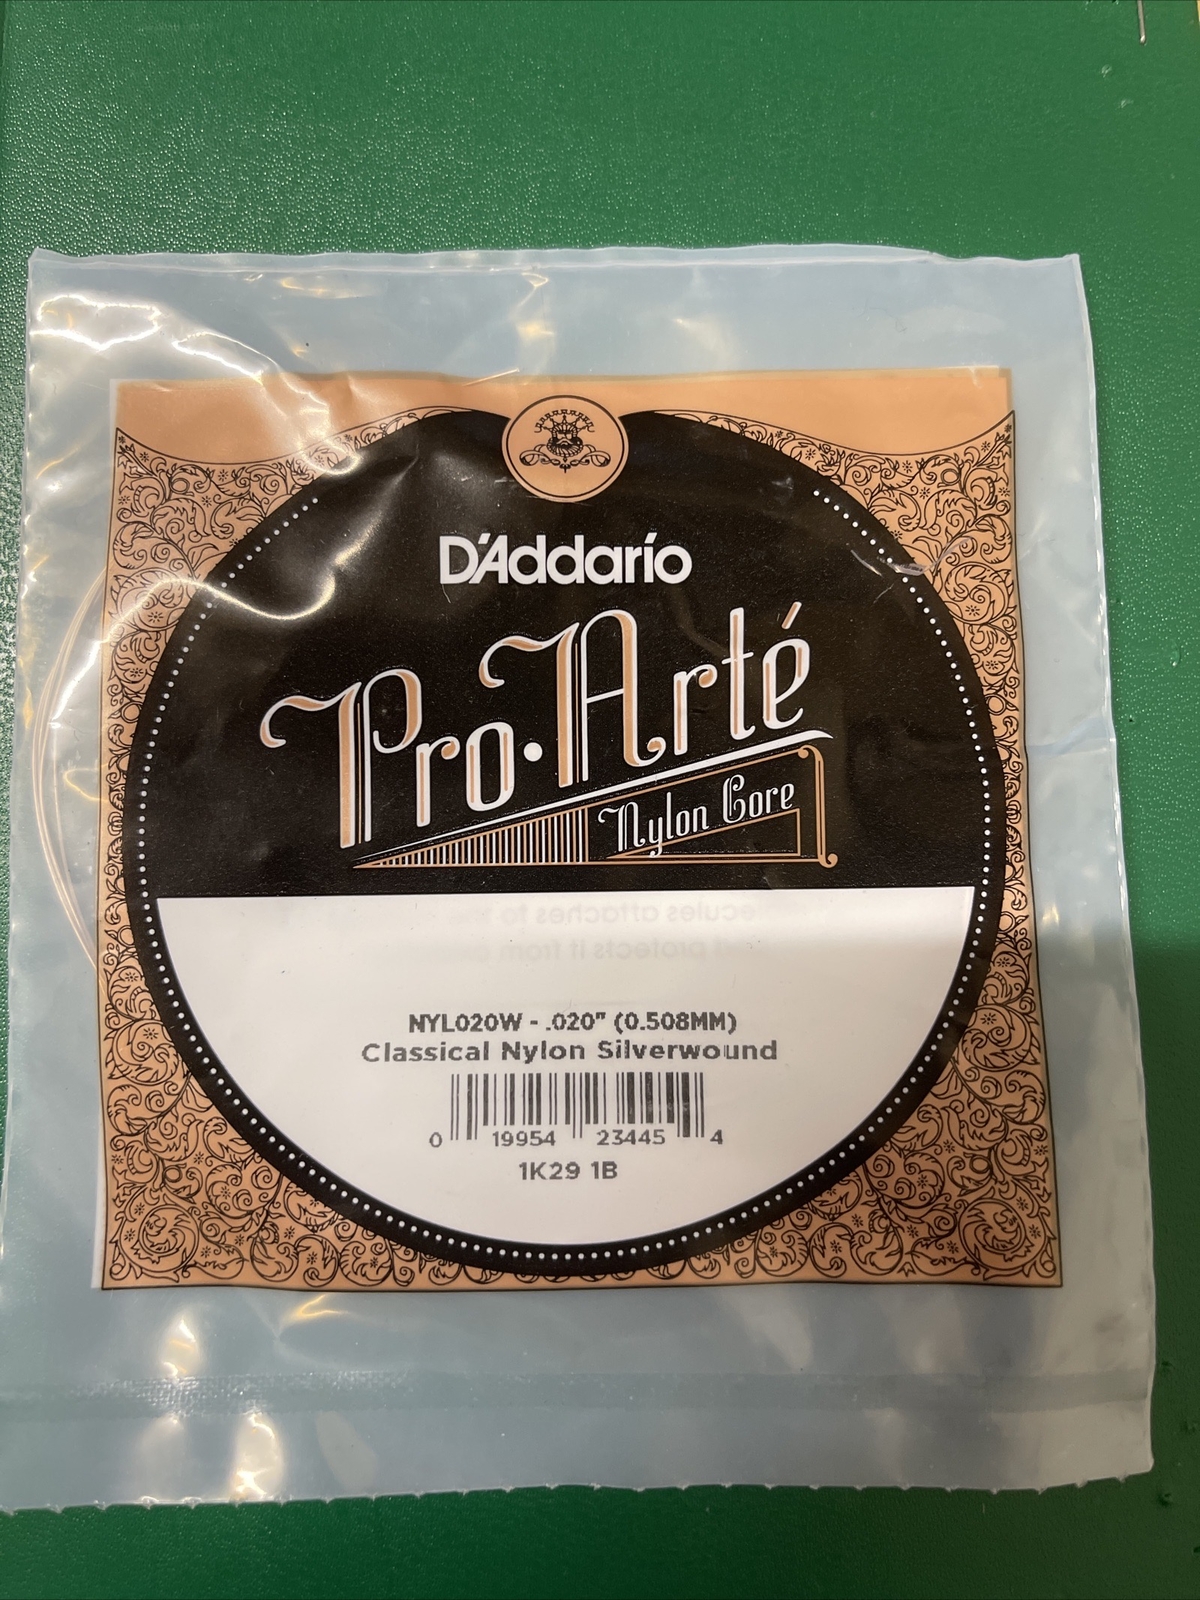 D'Addario
Pro·Arté
Nylon Core
NYL020W - .020" (0.508MM)
Classical Nylon Silverwound
0 19954 23445 4
1K29 1B